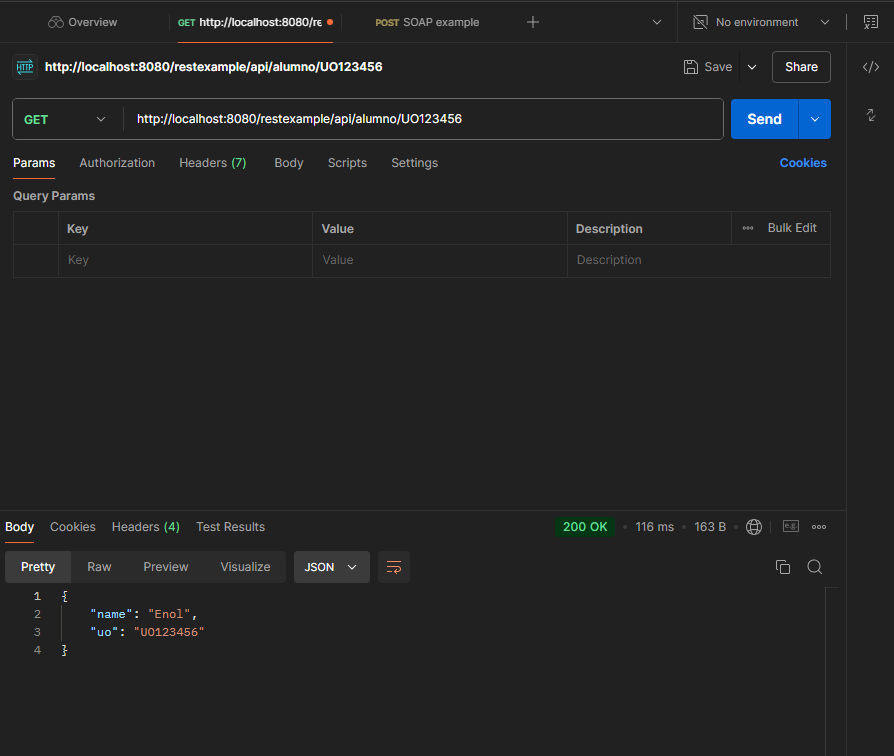 Overview GET http://localhost:8080/re POST SOAP example No environment
HTTP http://localhost:8080/restexample/api/alumno/UO123456 Save Share
GET http://localhost:8080/restexample/api/alumno/UO123456 Send
Params Authorization Headers (7) Body Scripts Settings Cookies
Query Params
Key Value Description Bulk Edit
Key Value Description
Body Cookies Headers (4) Test Results 200 OK 116 ms 163 B e.g.
Pretty Raw Preview Visualize JSON
1 {
2 "name": "Enol",
3 "uo": "UO123456"
4 }